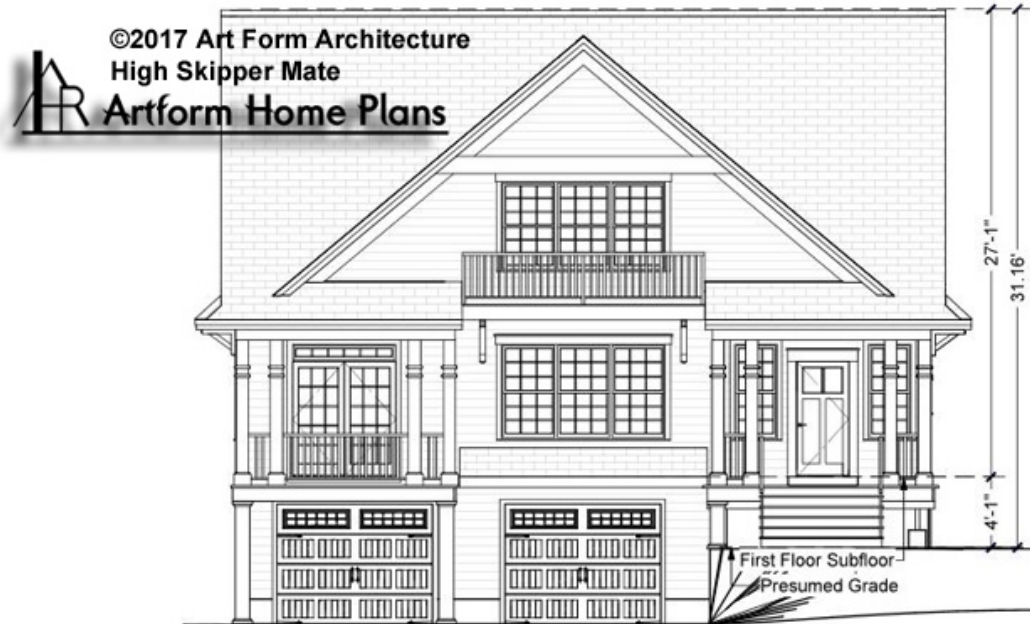 ©2017 Art Form Architecture
High Skipper Mate
Artform Home Plans
27'-1"
31.16'
4'-1"
First Floor Subfloor
Presumed Grade